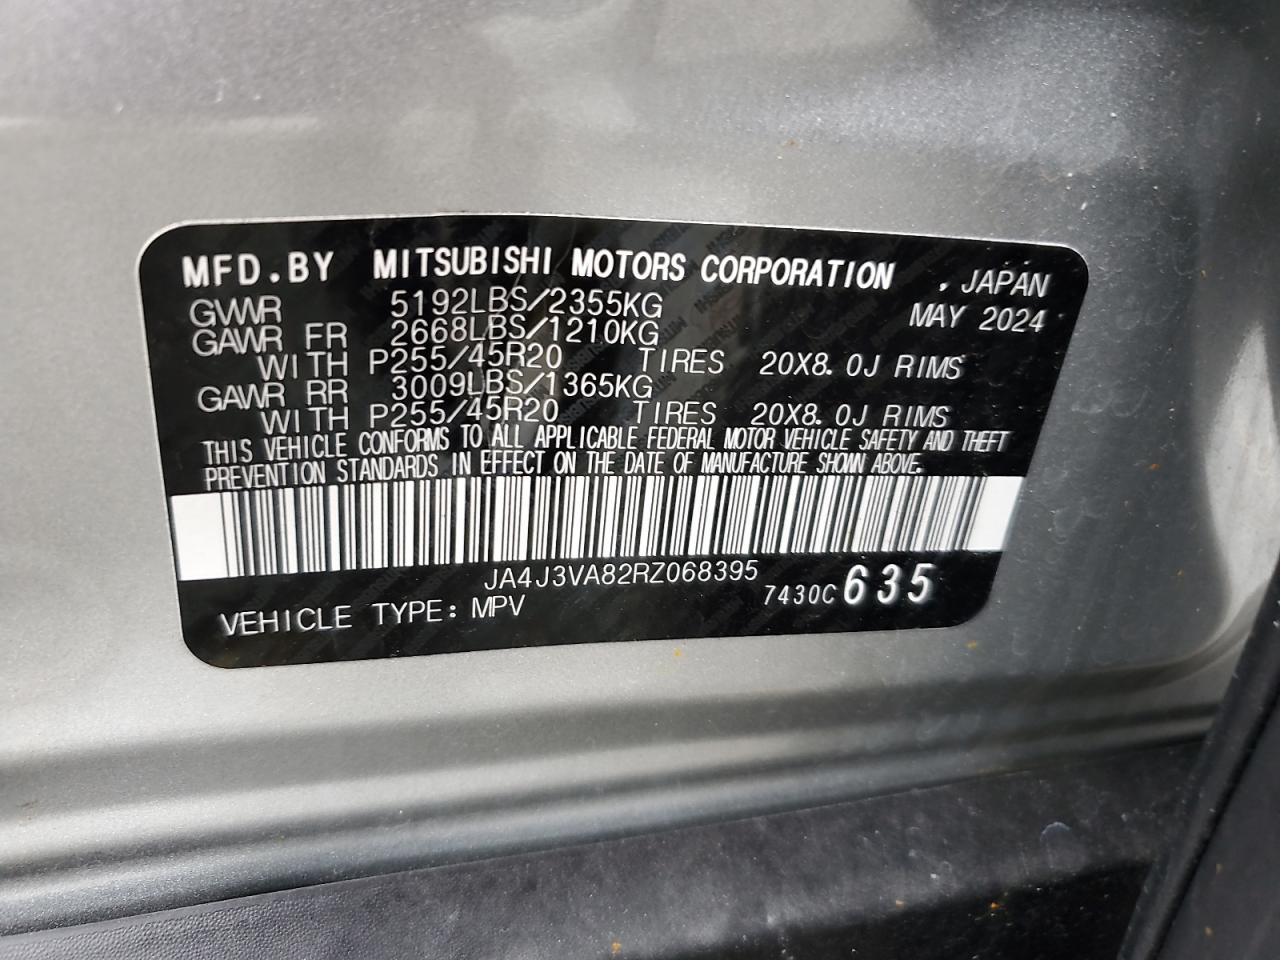 MFD.BY MITSUBISHI MOTORS CORPORATION , JAPAN
GVWR 5192LBS/2355KG MAY 2024
GAWR FR 2668LBS/1210KG
WITH P255/45R20 TIRES 20X8.0J RIMS
GAWR RR 3009LBS/1365KG
WITH P255/45R20 TIRES 20X8.0J RIMS
THIS VEHICLE CONFORMS TO ALL APPLICABLE FEDERAL MOTOR VEHICLE SAFETY AND THEFT
PREVENTION STANDARDS IN EFFECT ON THE DATE OF MANUFACTURE SHOWN ABOVE.
JA4J3VA82RZ068395
VEHICLE TYPE: MPV 7430C 635